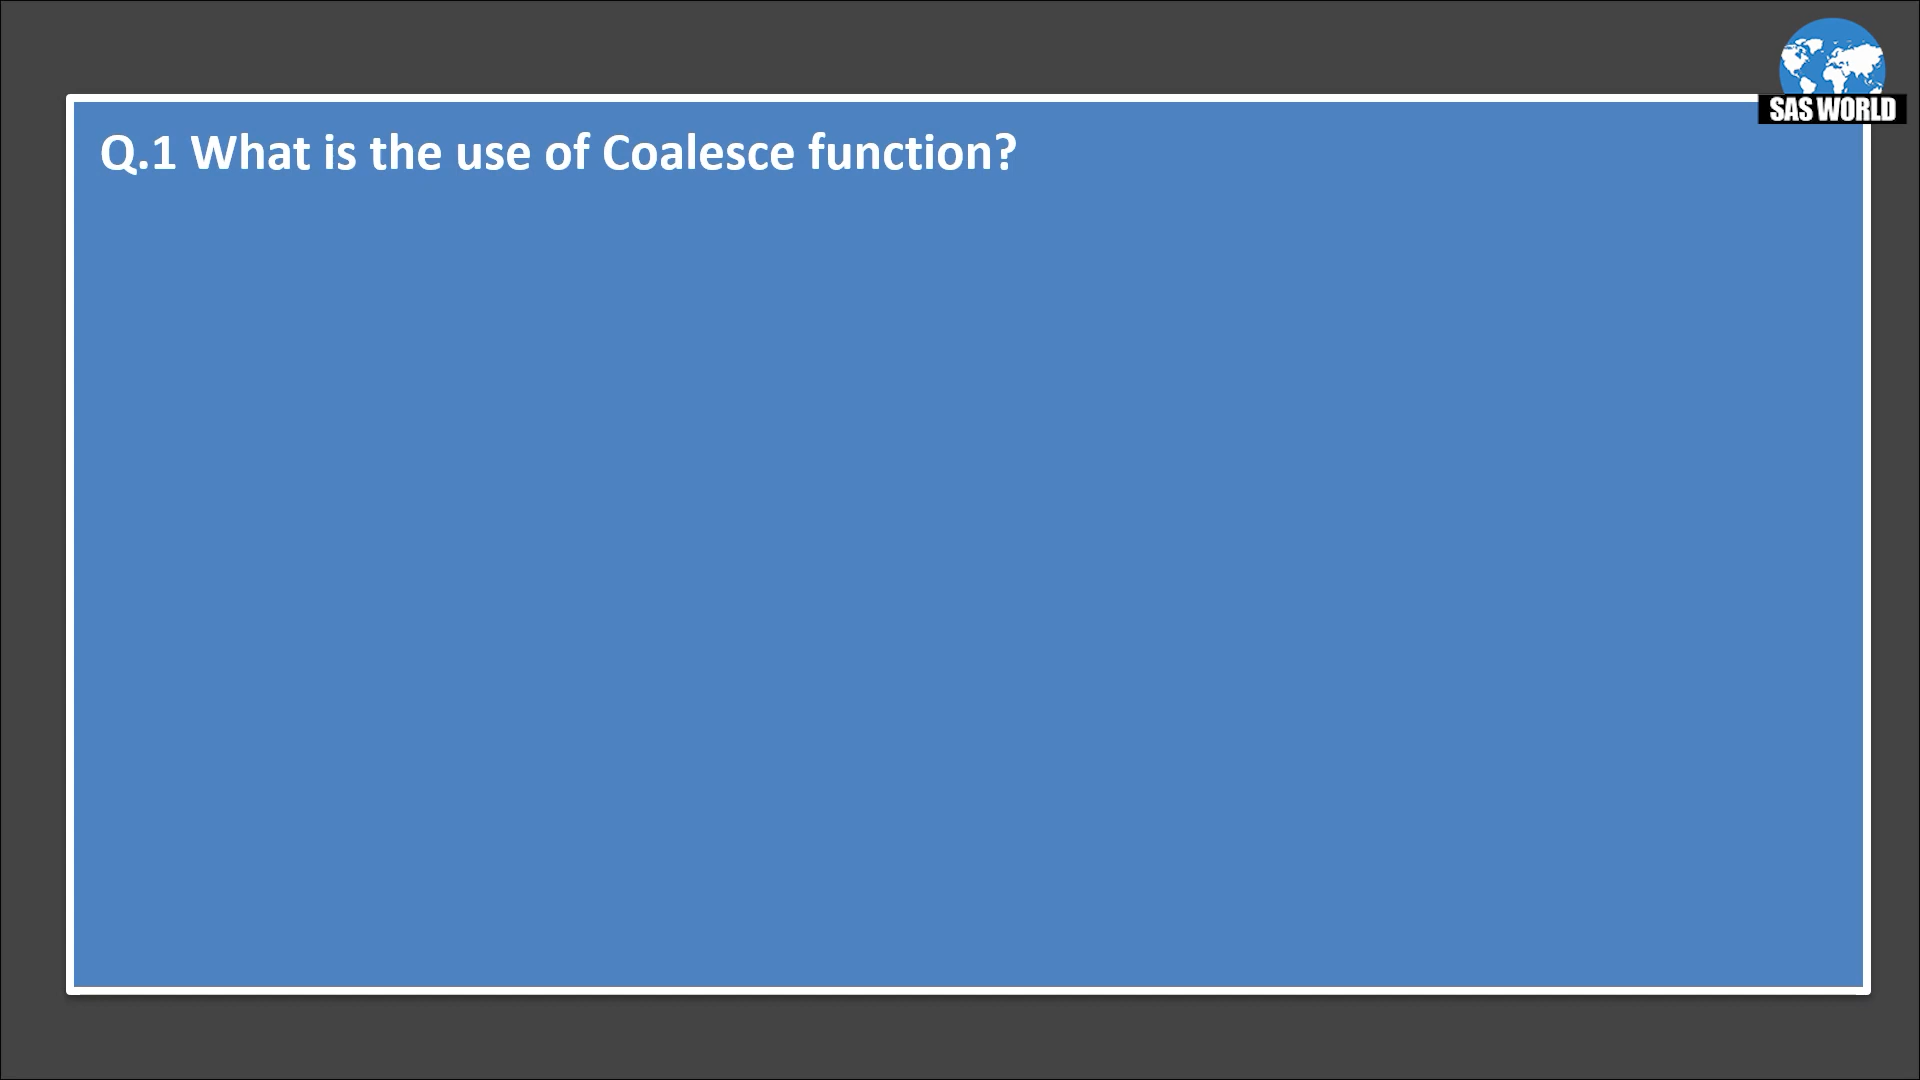 SAS WORLD
Q.1 What is the use of Coalesce function?